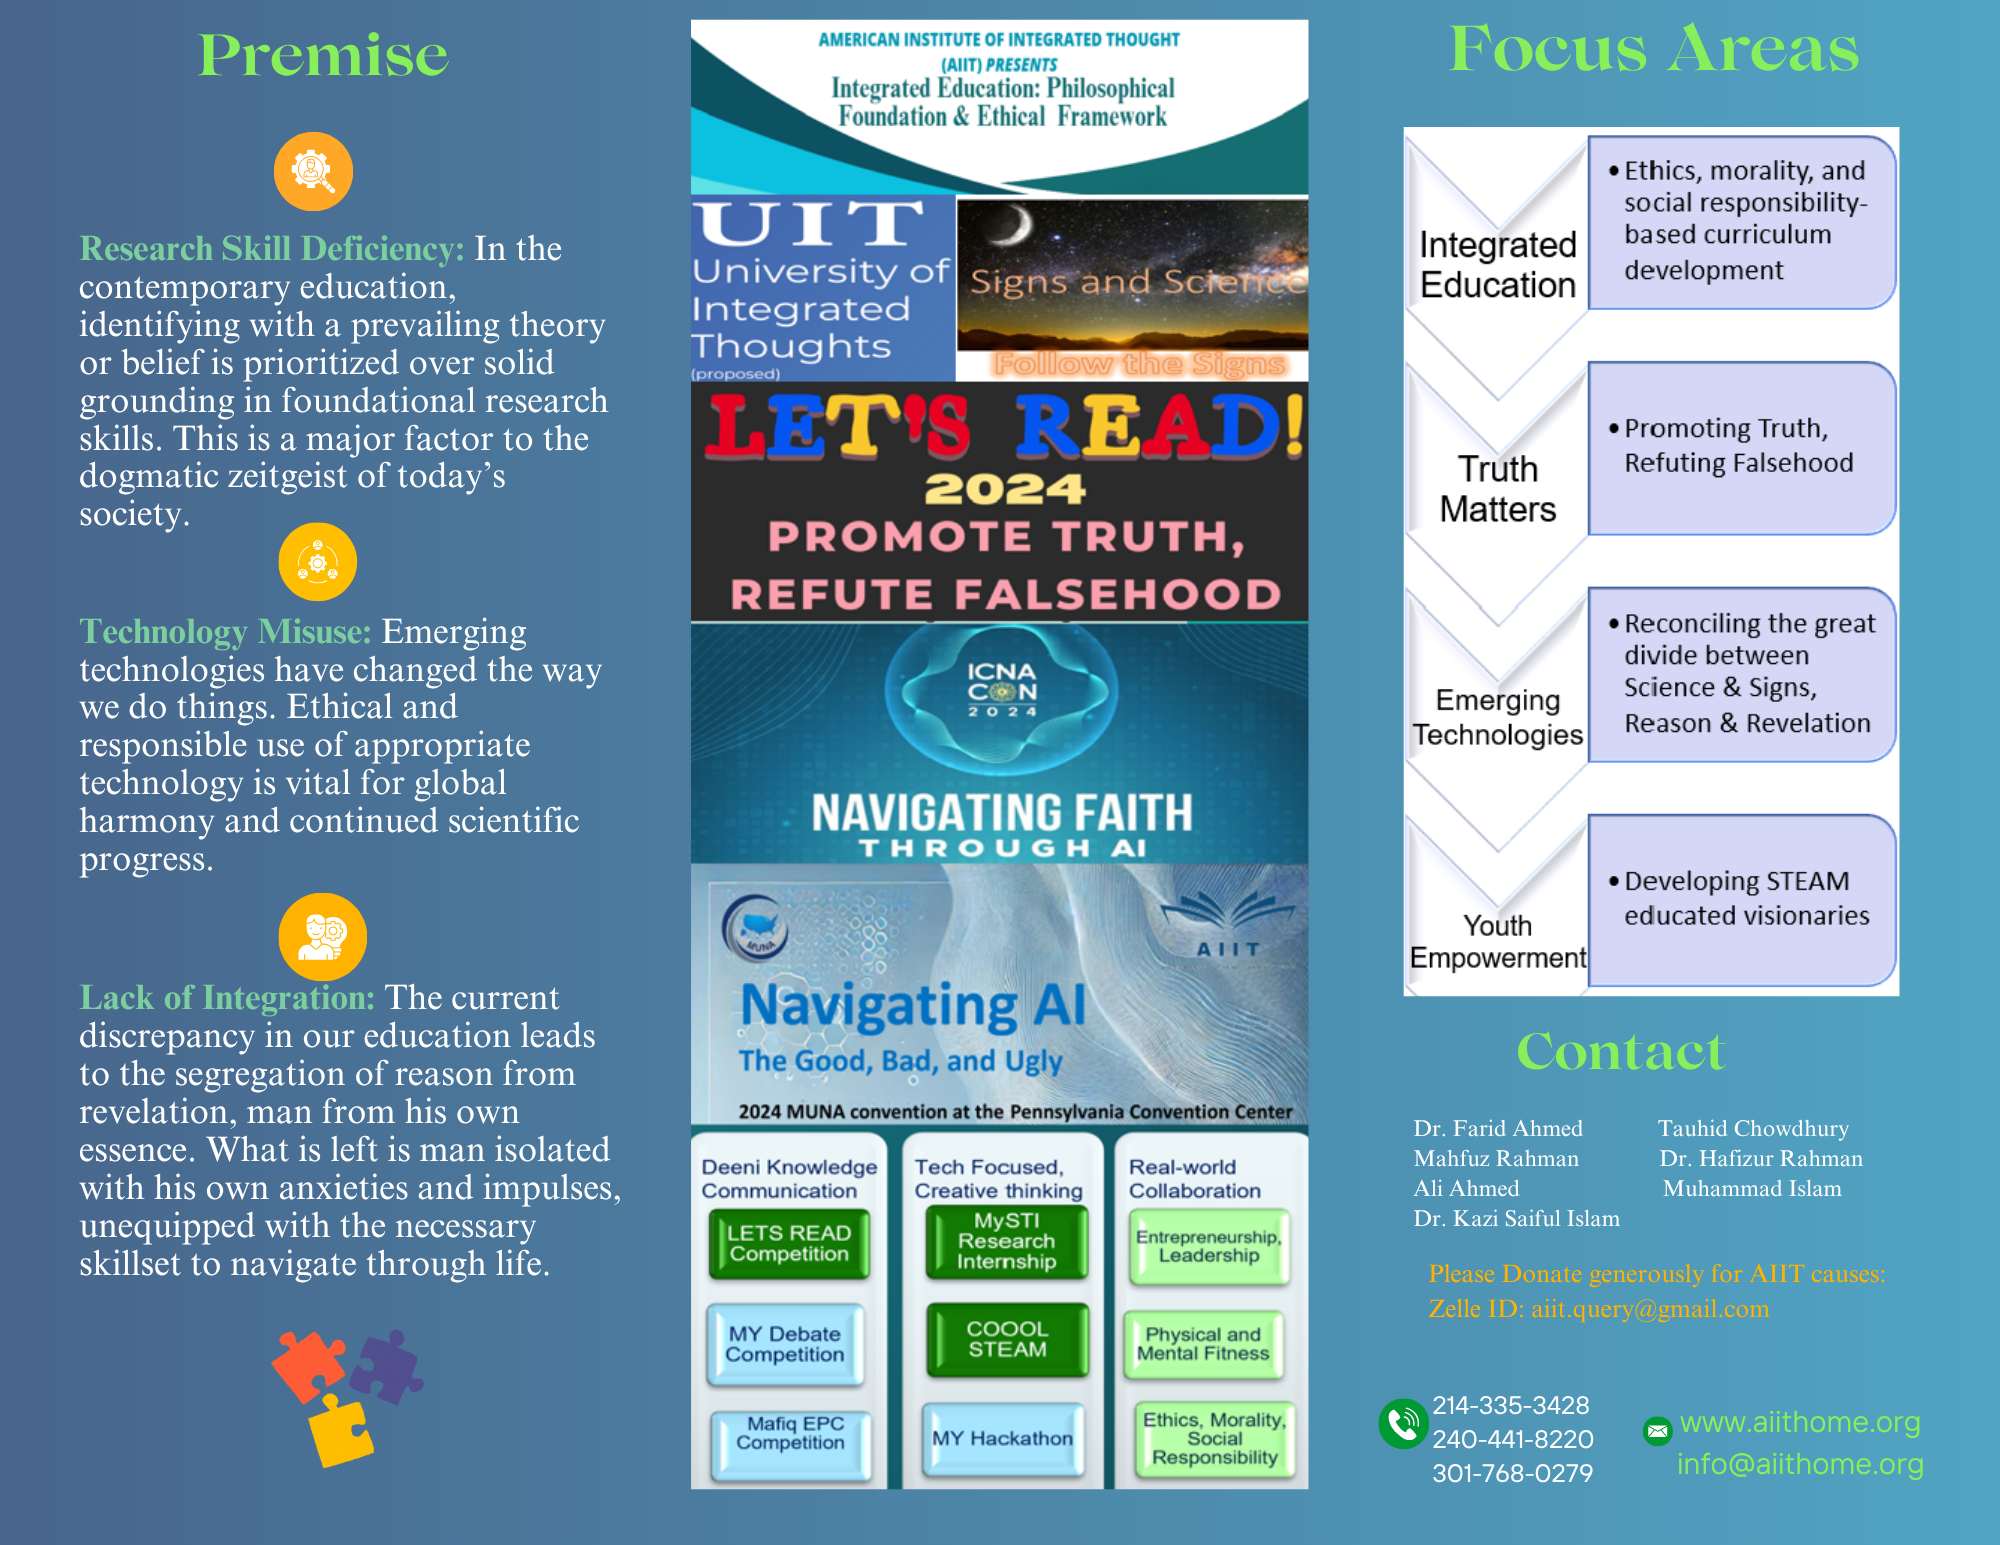 Premise
Research Skill Deficiency: In the
contemporary education,
identifying with a prevailing theory
or belief is prioritized over solid
grounding in foundational research
skills. This is a major factor to the
dogmatic zeitgeist of today's
society.
Technology Misuse: Emerging
technologies have changed the way
we do things. Ethical and
responsible use of appropriate
technology is vital for global
harmony and continued scientific
progress.
Lack of Integration: The current
discrepancy in our education leads
to the segregation of reason from
revelation, man from his own
essence. What is left is man isolated
with his own anxieties and impulses,
unequipped with the necessary
skillset to navigate through life.
AMERICAN INSTITUTE OF INTEGRATED THOUGHT
(AIIT) PRESENTS
Integrated Education: Philosophical
Foundation & Ethical Framework
UIT
University of
Integrated
Thoughts
(proposed)
Signs and Science
Follow the Signs
LET'S READ!
2024
PROMOTE TRUTH,
REFUTE FALSEHOOD
ICNA
CON
2024
NAVIGATING FAITH
THROUGH AI
MUNA
AIIT
Navigating AI
The Good, Bad, and Ugly
2024 MUNA convention at the Pennsylvania Convention Center
Deeni Knowledge
Communication
LETS READ
Competition
MY Debate
Competition
Mafiq EPC
Competition
Tech Focused,
Creative thinking
MySTI
Research
Internship
COOOL
STEAM
MY Hackathon
Real-world
Collaboration
Entrepreneurship,
Leadership
Physical and
Mental Fitness
Ethics, Morality,
Social
Responsibility
Focus Areas
Integrated
Education
•Ethics, morality, and
social responsibility-
based curriculum
development
Truth
Matters
•Promoting Truth,
Refuting Falsehood
Emerging
Technologies
•Reconciling the great
divide between
Science & Signs,
Reason & Revelation
Youth
Empowerment
•Developing STEAM
educated visionaries
Contact
Dr. Farid Ahmed
Mahfuz Rahman
Ali Ahmed
Dr. Kazi Saiful Islam
Tauhid Chowdhury
Dr. Hafizur Rahman
Muhammad Islam
Please Donate generously for AIIT causes:
Zelle ID: aiit.query@gmail.com
214-335-3428
240-441-8220
301-768-0279
www.aiithome.org
info@aiithome.org